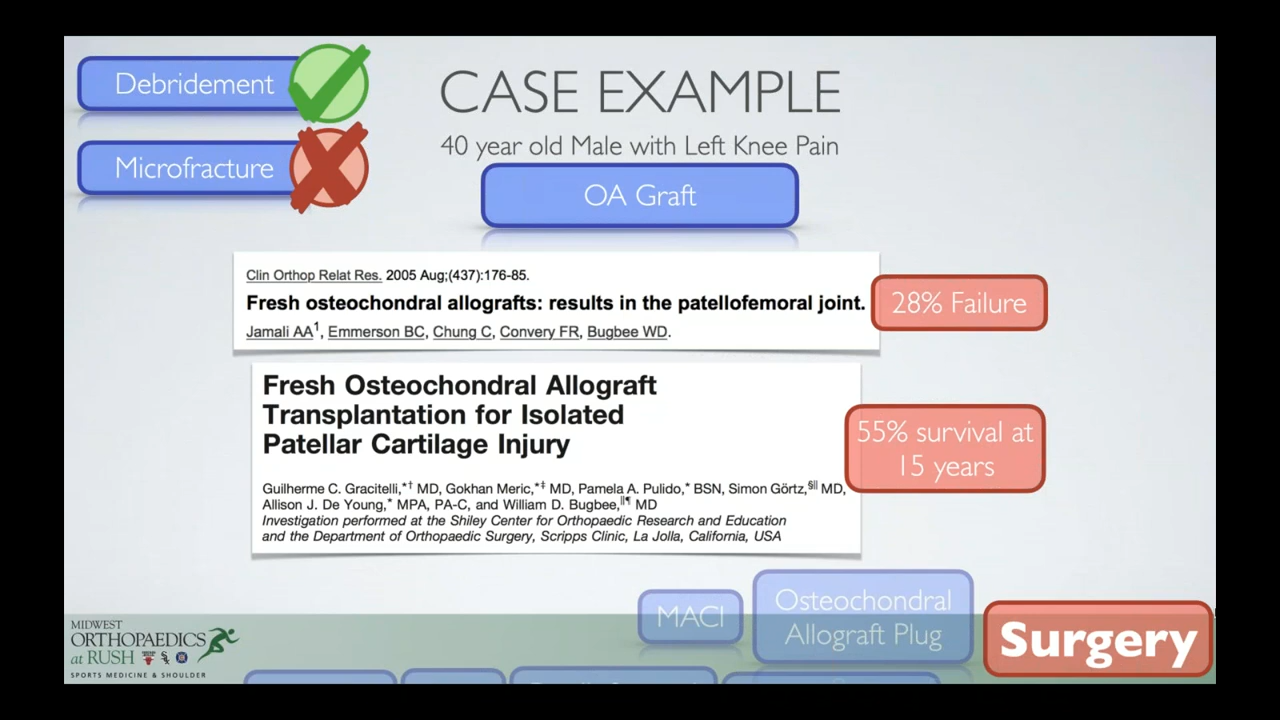 Debridement
Microfracture
CASE EXAMPLE
40 year old Male with Left Knee Pain
OA Graft
Clin Orthop Relat Res. 2005 Aug;(437):176-85.
Fresh osteochondral allografts: results in the patellofemoral joint.
Jamali AA1, Emmerson BC, Chung C, Convery FR, Bugbee WD.
28% Failure
Fresh Osteochondral Allograft
Transplantation for Isolated
Patellar Cartilage Injury
55% survival at
15 years
Guilherme C. Gracitelli,*† MD, Gokhan Meric,*‡ MD, Pamela A. Pulido,* BSN, Simon Görtz,§|| MD,
Allison J. De Young,* MPA, PA-C, and William D. Bugbee,||¶ MD
Investigation performed at the Shiley Center for Orthopaedic Research and Education
and the Department of Orthopaedic Surgery, Scripps Clinic, La Jolla, California, USA
MACI
Osteochondral
Allograft Plug
Surgery
MIDWEST
ORTHOPAEDICS
at RUSH
SPORTS MEDICINE & SHOULDER